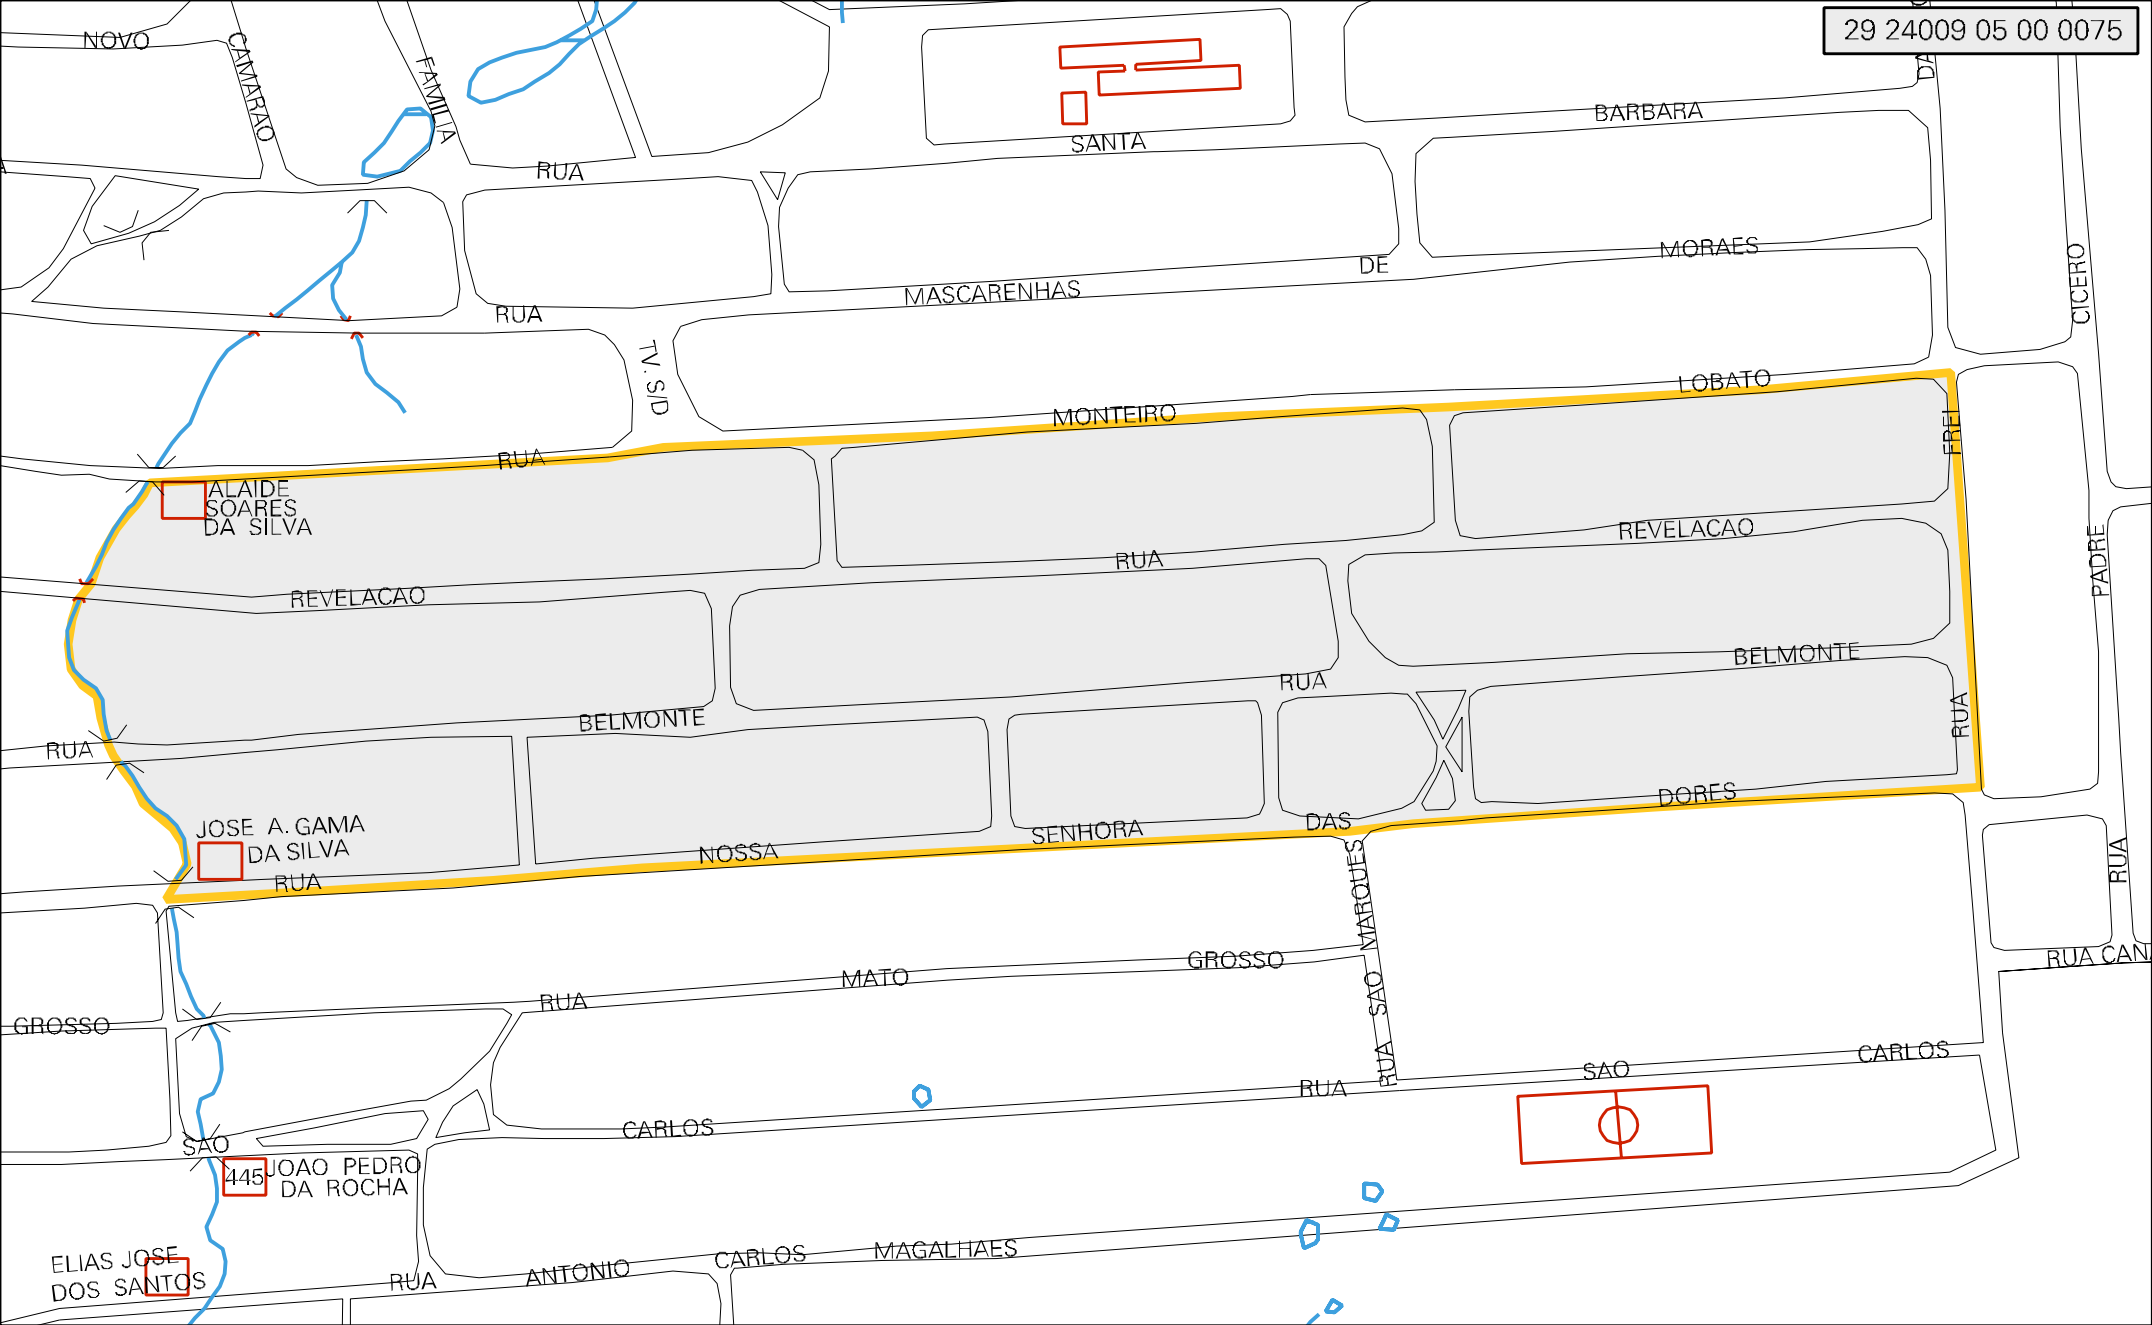 29 24009 05 00 0075
NOVO
CAMARAO
FAMILIA
RUA
SANTA
BARBARA
RUA
MASCARENHAS
DE
MORAES
CICERO
TV. S/D
RUA
MONTEIRO
LOBATO
FREI
ALAIDE
SOARES
DA SILVA
REVELACAO
RUA
REVELACAO
PADRE
RUA
BELMONTE
RUA
BELMONTE
RUA
JOSE A. GAMA
DA SILVA
RUA
NOSSA
SENHORA
DAS
DORES
RUA
RUA SAO MARQUES
GROSSO
RUA
MATO
GROSSO
RUA CANA
SAO
CARLOS
RUA
SAO
CARLOS
445
JOAO PEDRO
DA ROCHA
ELIAS JOSE
DOS SANTOS
RUA
ANTONIO
CARLOS
MAGALHAES